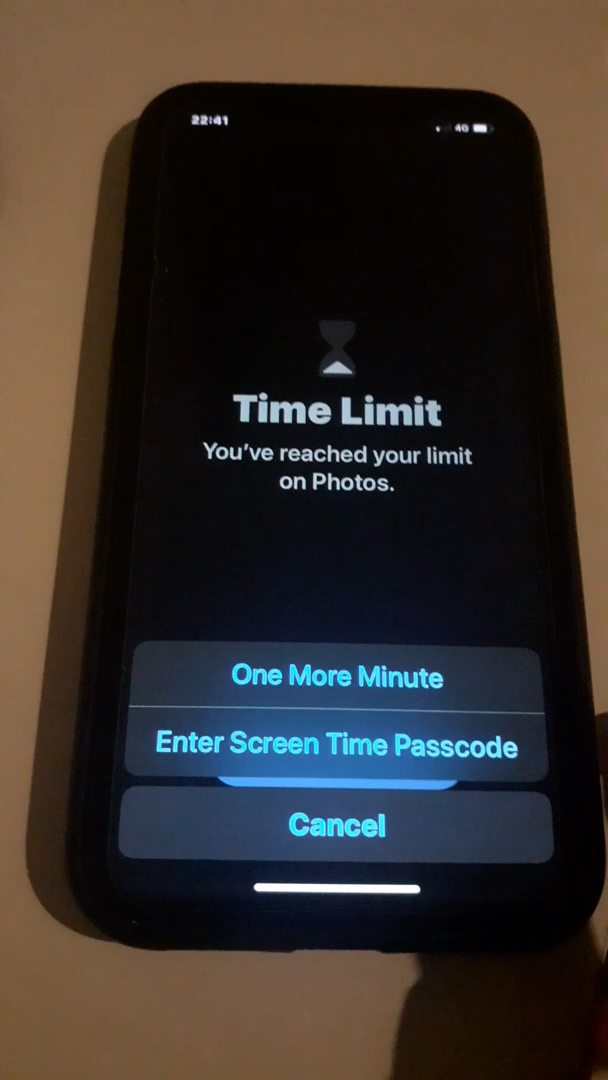 22:41
4G
Time Limit
You've reached your limit
on Photos.
One More Minute
Enter Screen Time Passcode
Cancel